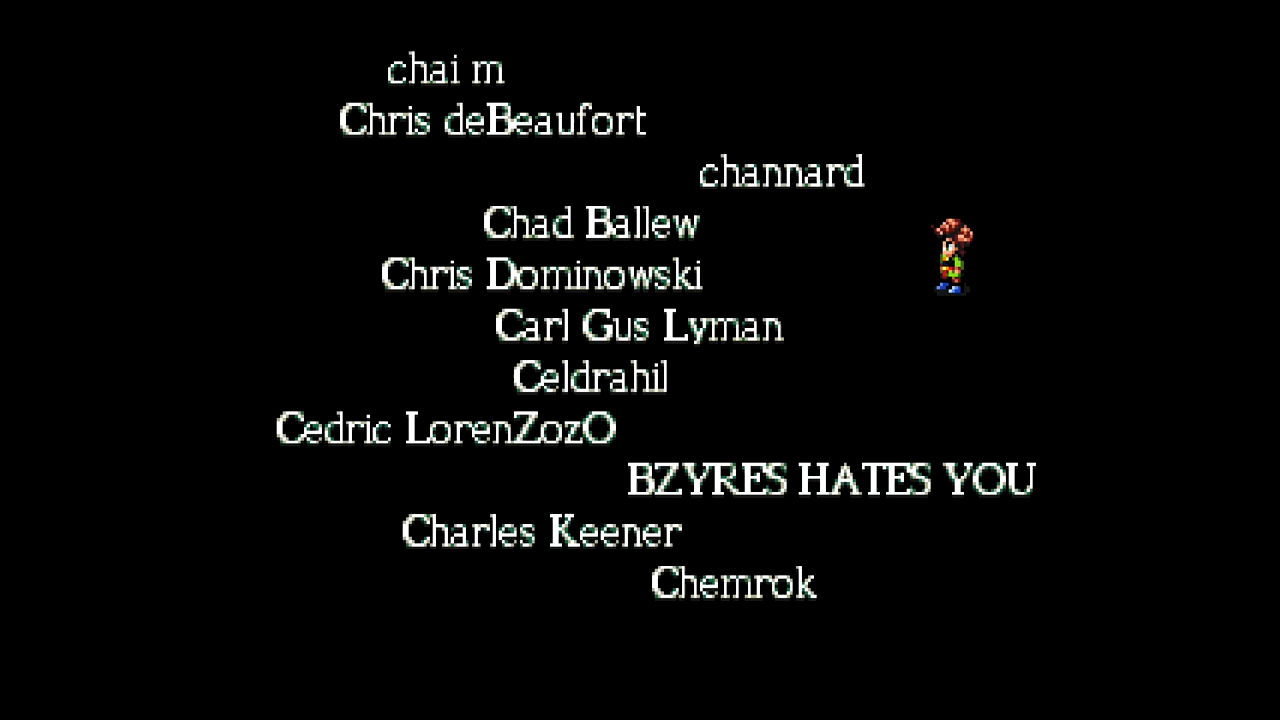 chai m
Chris deBeaufort
channard
Chad Ballew
Chris Dominowski
Carl Gus Lyman
Celdrahil
Cedric LorenZozO
BZYRES HATES YOU
Charles Keener
Chemrok